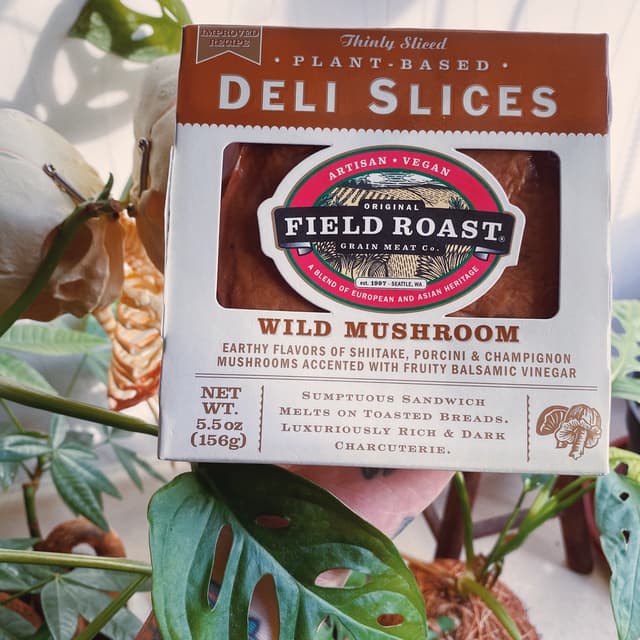 IMPROVED
RECIPE
Thinly Sliced
• PLANT-BASED •
DELI SLICES
ARTISAN • VEGAN
ORIGINAL
FIELD ROAST®
GRAIN MEAT Co.
est. 1997 - SEATTLE, WA
A BLEND OF EUROPEAN AND ASIAN HERITAGE
WILD MUSHROOM
EARTHY FLAVORS OF SHIITAKE, PORCINI & CHAMPIGNON
MUSHROOMS ACCENTED WITH FRUITY BALSAMIC VINEGAR
NET
WT.
5.5 oz
(156g)
SUMPTUOUS SANDWICH
MELTS ON TOASTED BREADS.
LUXURIOUSLY RICH & DARK
CHARCUTERIE.